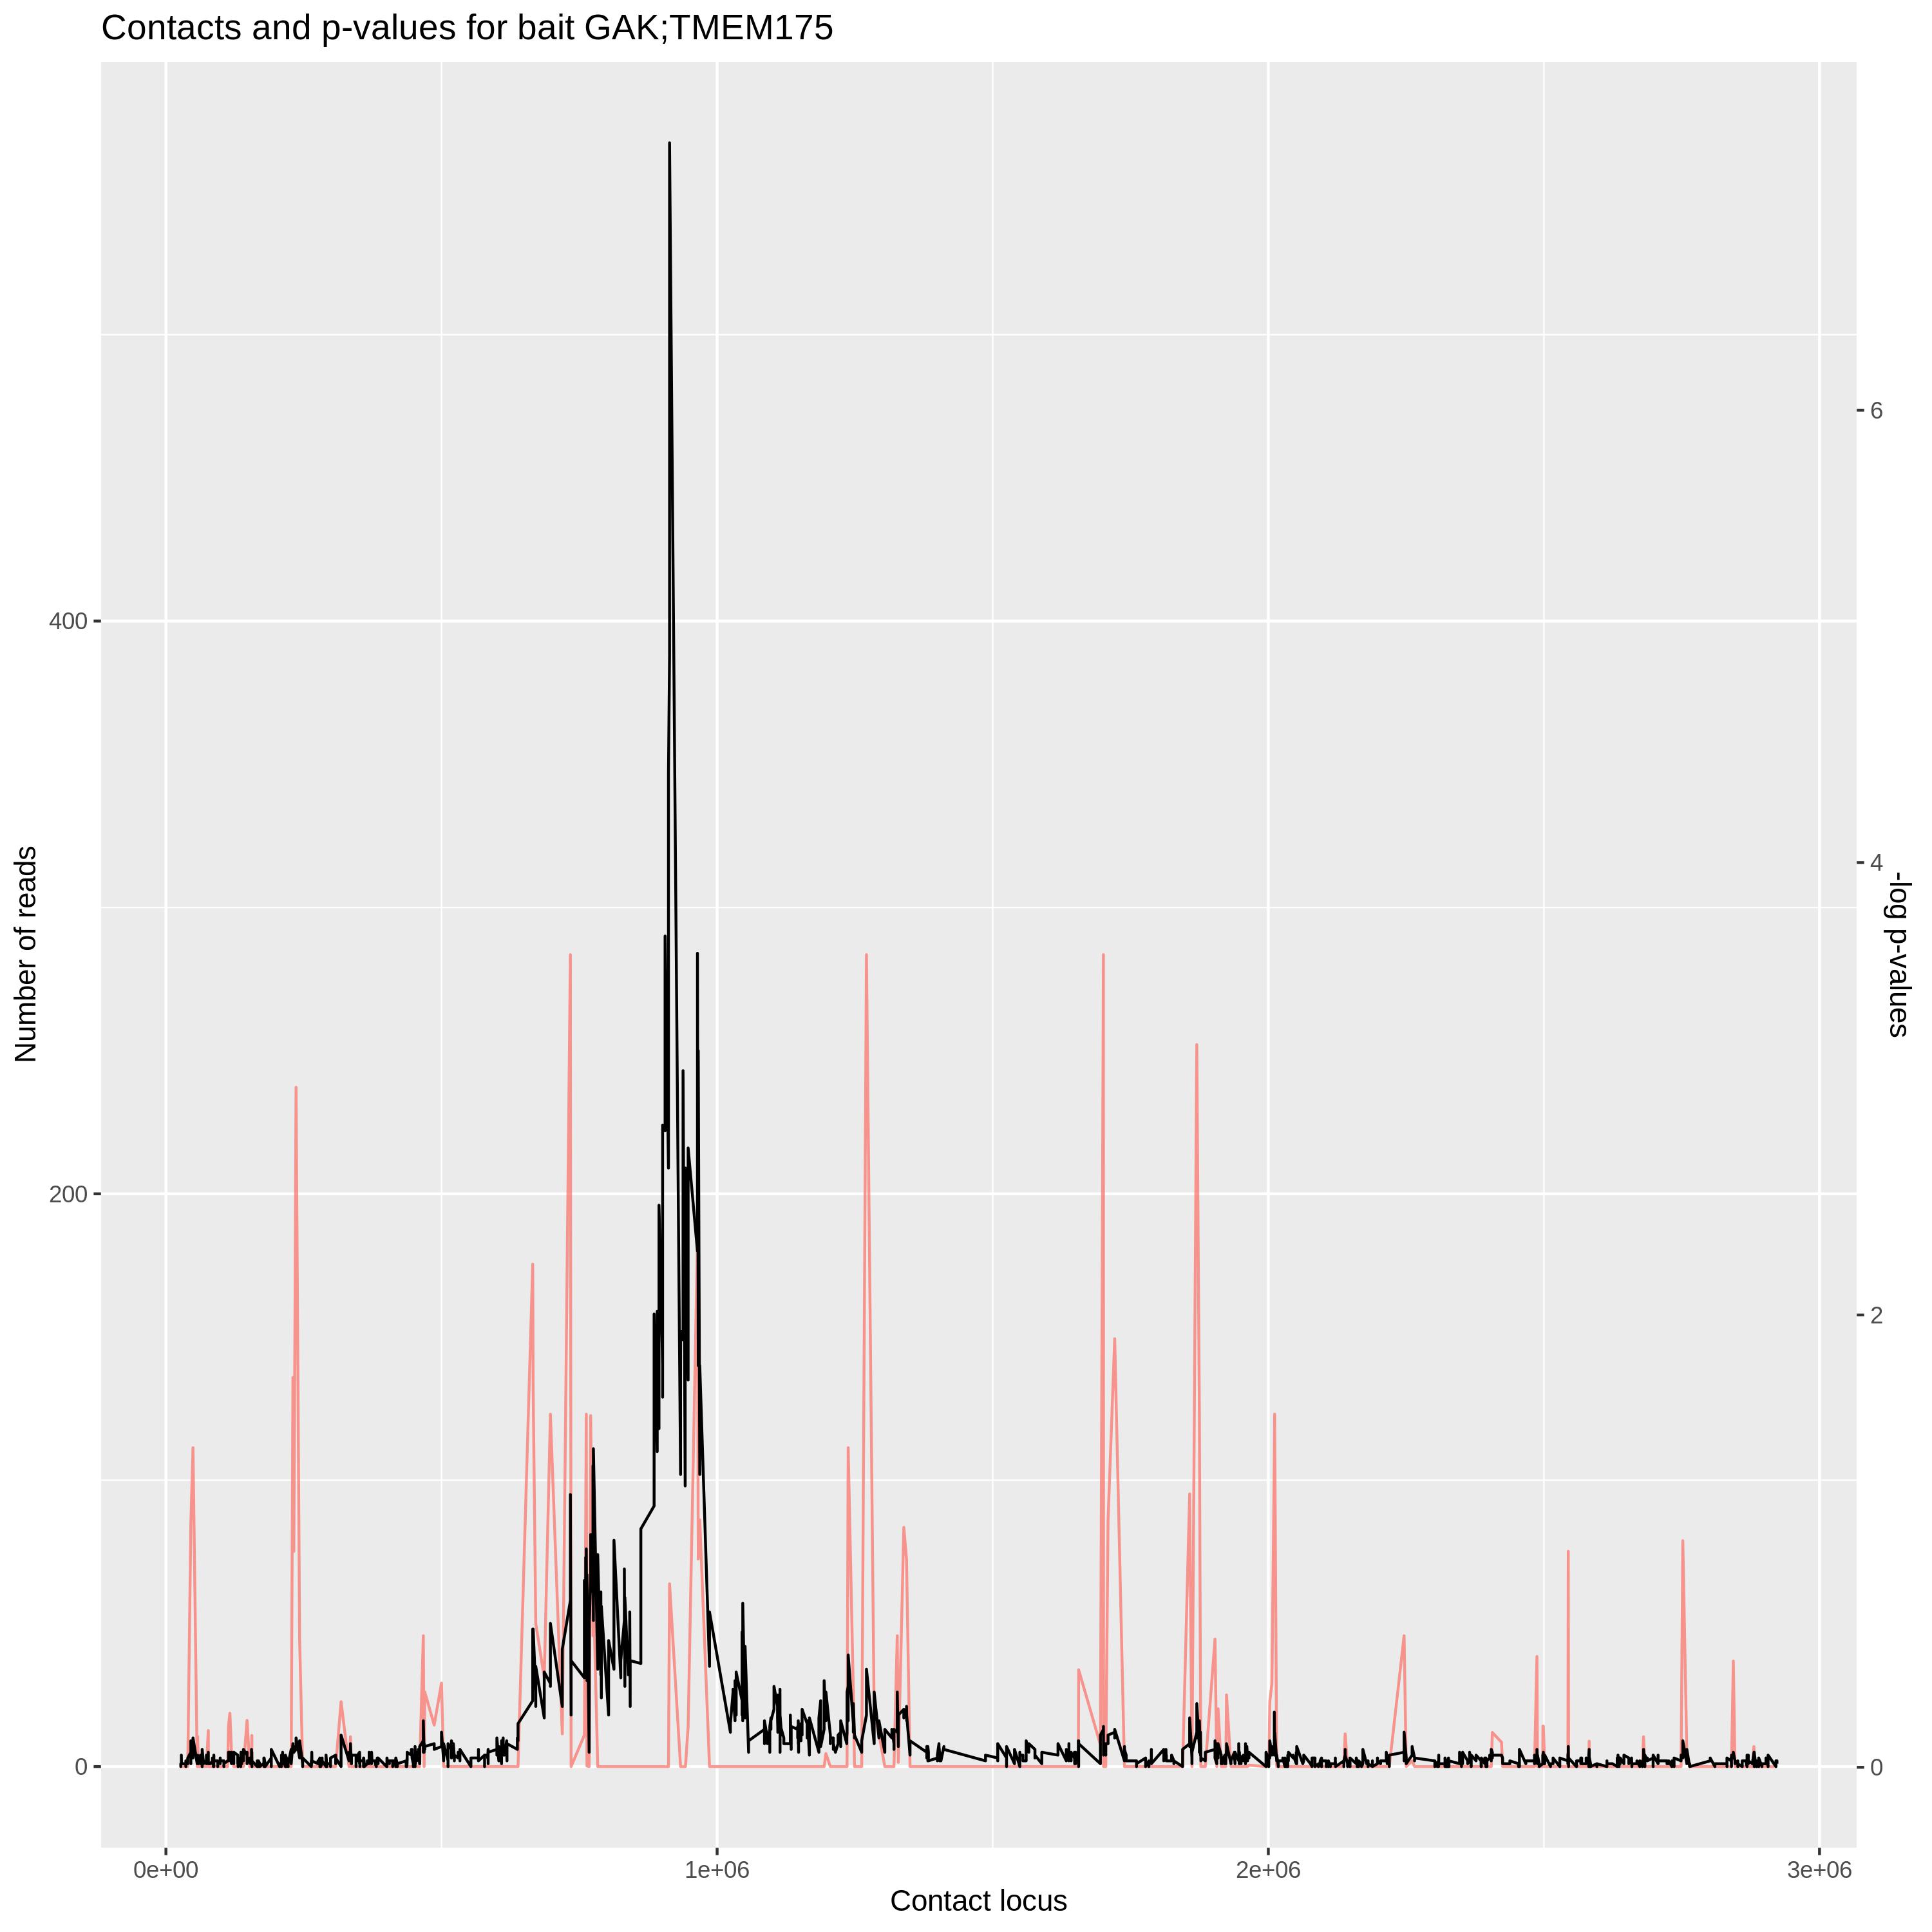 Contacts and p-values for bait GAK;TMEM175
Number of reads
400
200
0
6
4
2
0
-log p-values
0e+00
1e+06
2e+06
3e+06
Contact locus